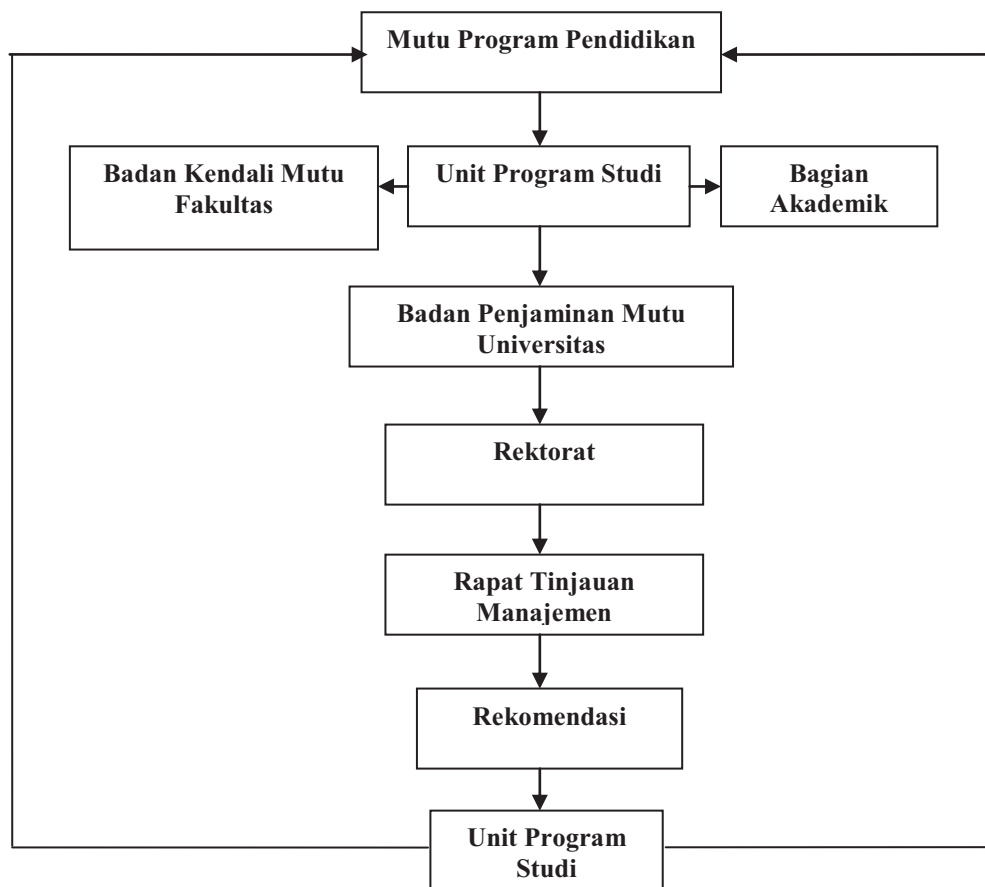 Mutu Program Pendidikan
Badan Kendali Mutu
Fakultas
Unit Program Studi
Bagian
Akademik
Badan Penjaminan Mutu
Universitas
Rektorat
Rapat Tinjauan
Manajemen
Rekomendasi
Unit Program
Studi